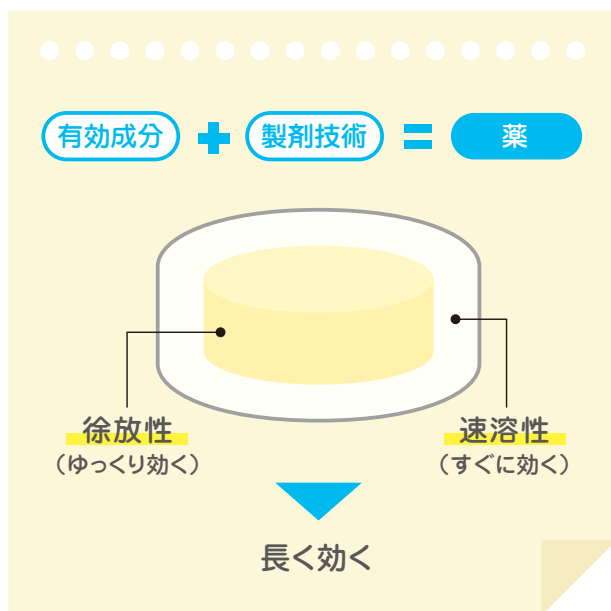 有効成分 + 製剤技術 = 薬
徐放性 速溶性
(ゆっくり効く) (すぐに効く)
長く効く